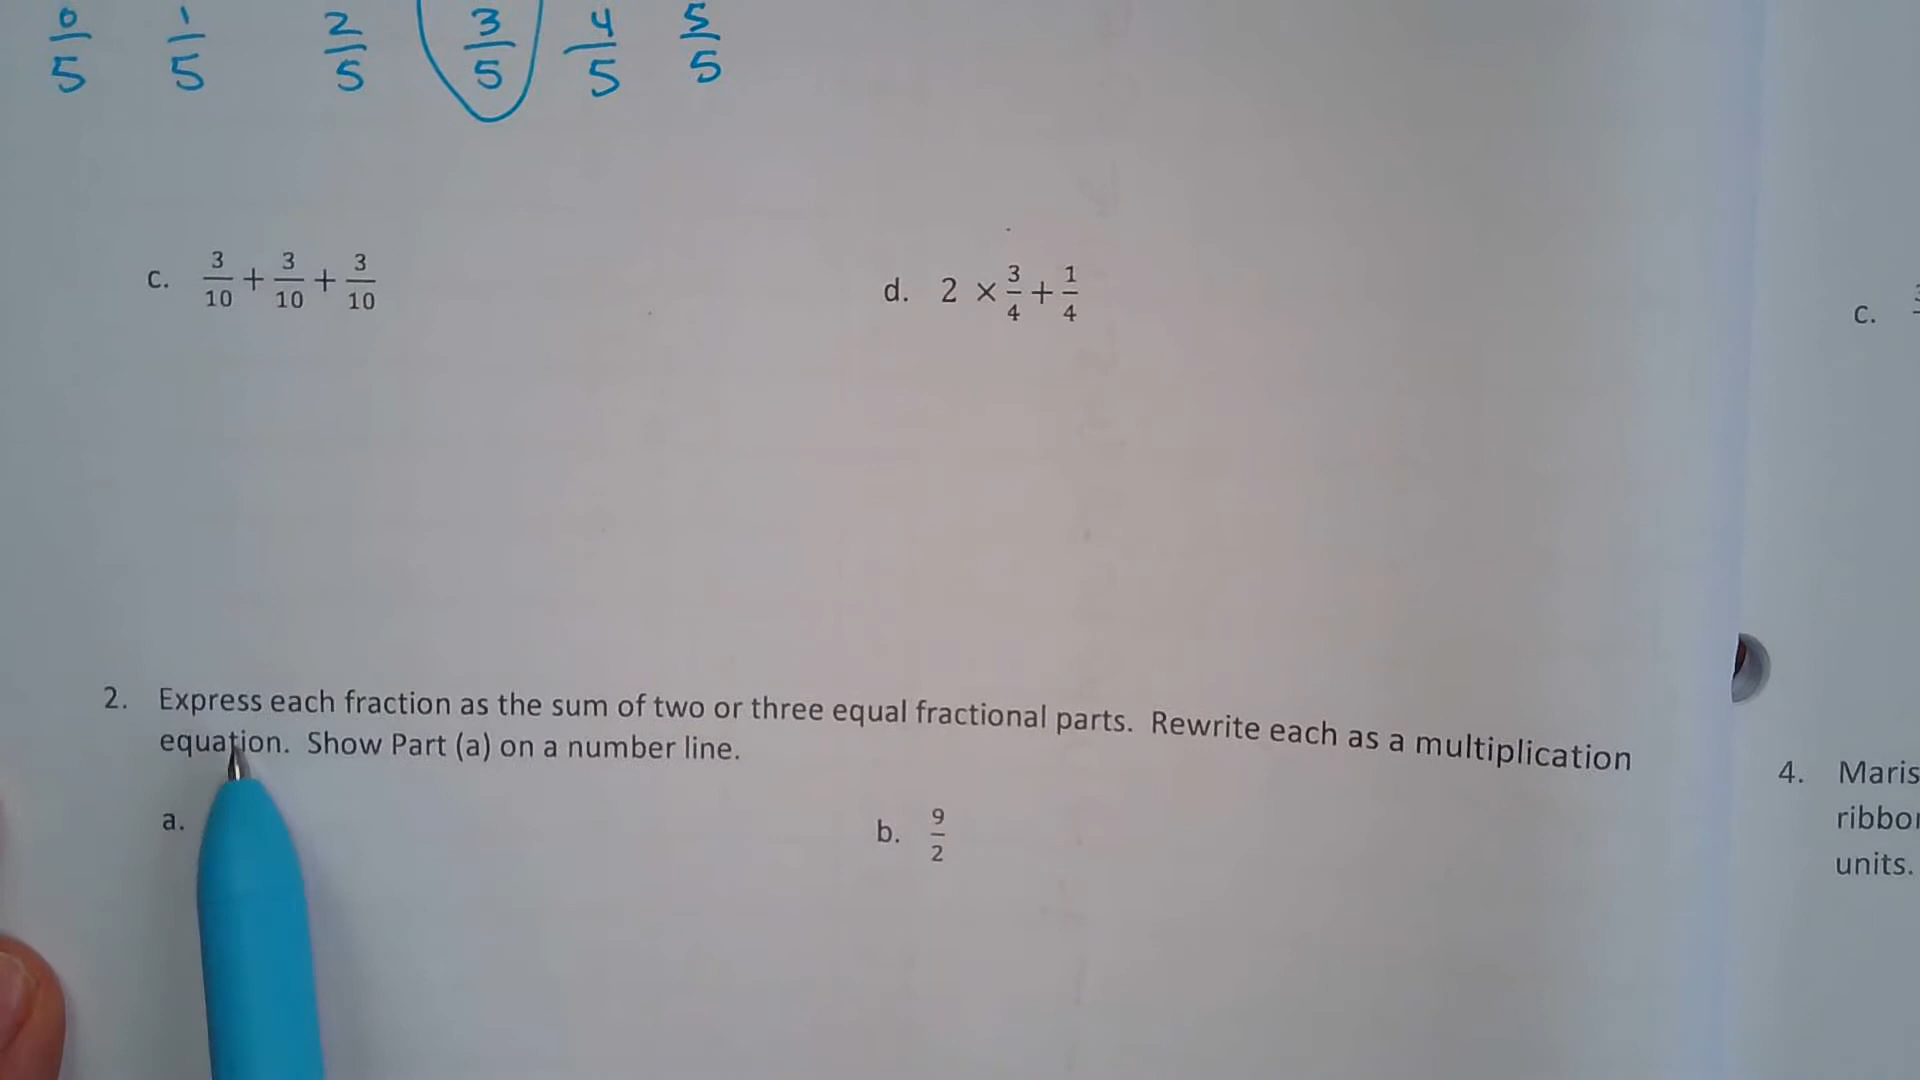 0/5 1/5 2/5 3/5 4/5 5/5
c. 3/10 + 3/10 + 3/10
d. 2 × 3/4 + 1/4
c.
2. Express each fraction as the sum of two or three equal fractional parts. Rewrite each as a multiplication
equation. Show Part (a) on a number line.
a.
b. 9/2
4. Maris
ribbo
units.